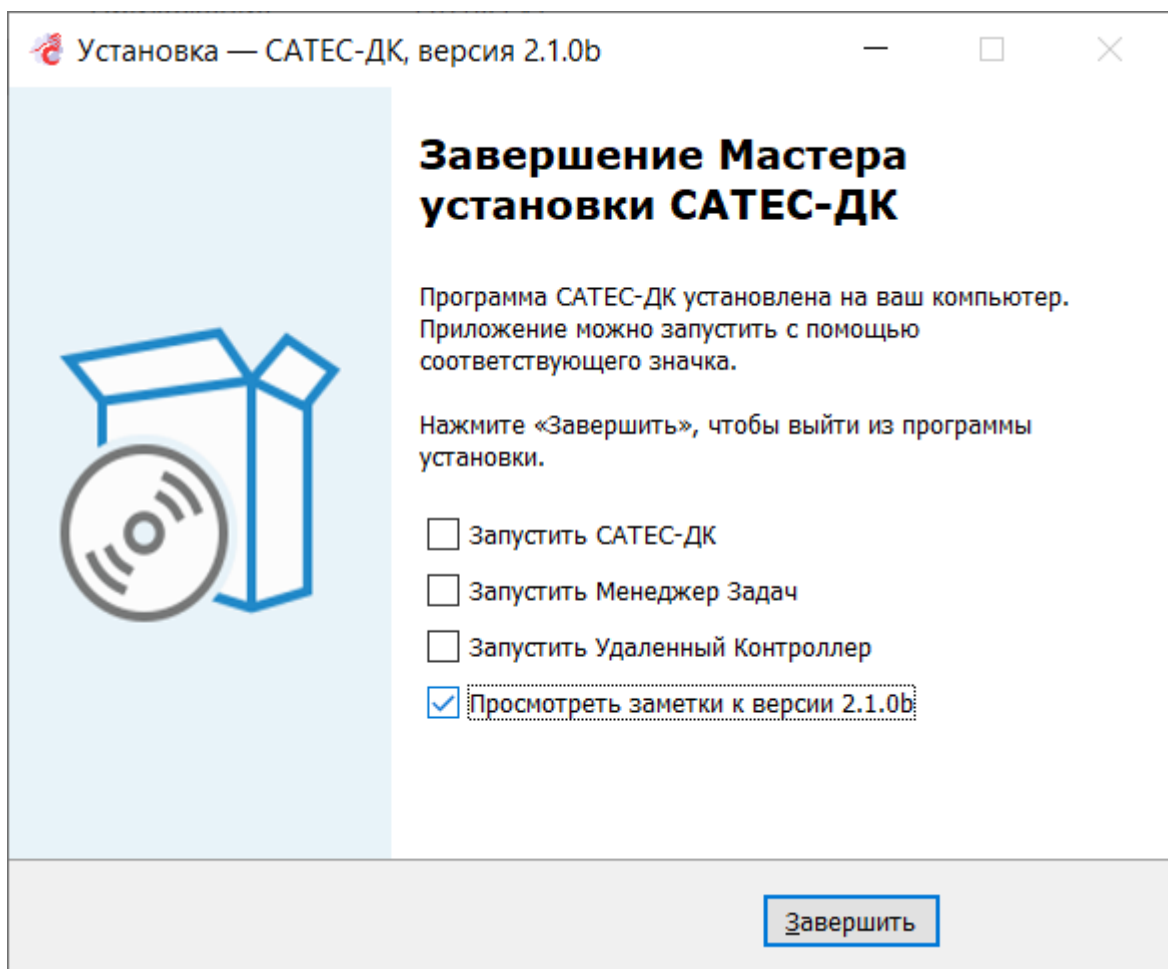 Установка — САТЕС-ДК, версия 2.1.0b
Завершение Мастера
установки САТЕС-ДК
Программа САТЕС-ДК установлена на ваш компьютер.
Приложение можно запустить с помощью
соответствующего значка.
Нажмите «Завершить», чтобы выйти из программы
установки.
Запустить САТЕС-ДК
Запустить Менеджер Задач
Запустить Удаленный Контроллер
Просмотреть заметки к версии 2.1.0b
Завершить